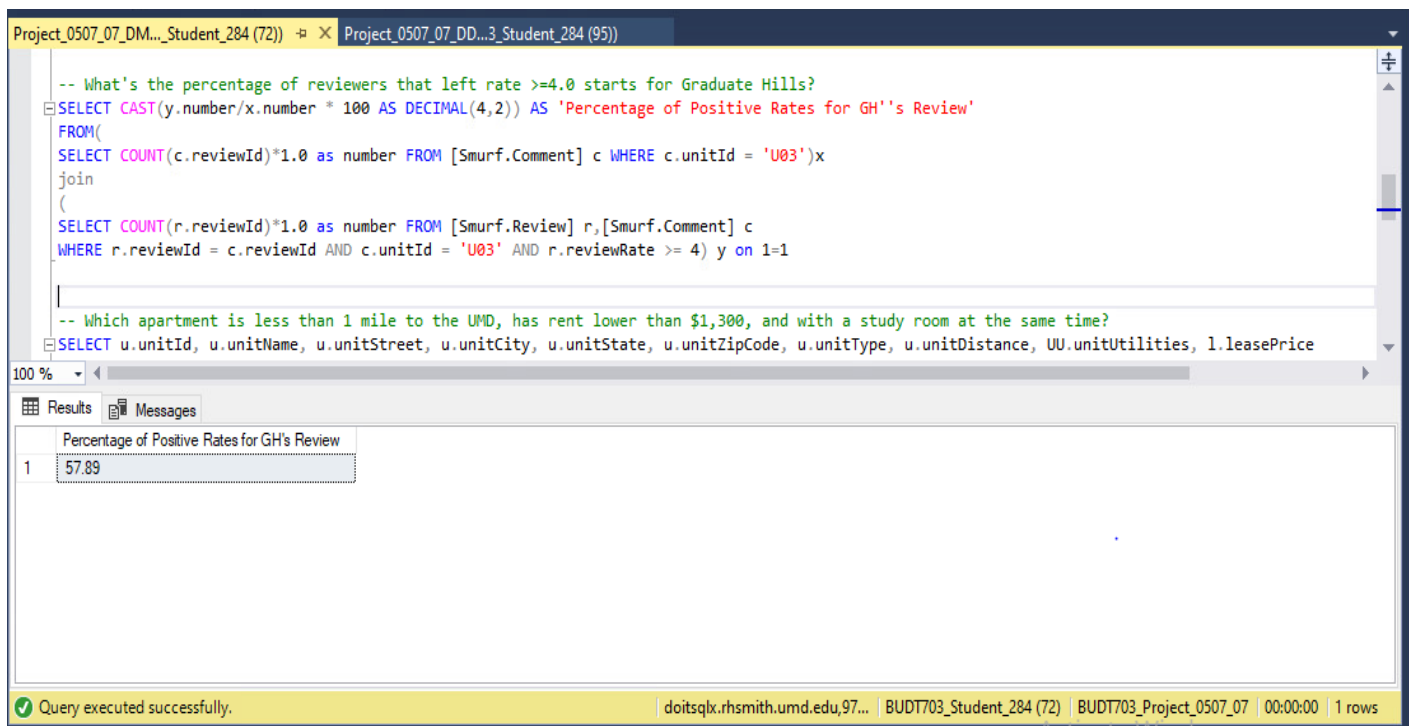 Project_0507_07_DM..._Student_284 (72)) Project_0507_07_DD...3_Student_284 (95))
-- What's the percentage of reviewers that left rate >=4.0 starts for Graduate Hills?
SELECT CAST(y.number/x.number * 100 AS DECIMAL(4,2)) AS 'Percentage of Positive Rates for GH''s Review'
FROM(
SELECT COUNT(c.reviewId)*1.0 as number FROM [Smurf.Comment] c WHERE c.unitId = 'U03')x
join
(
SELECT COUNT(r.reviewId)*1.0 as number FROM [Smurf.Review] r,[Smurf.Comment] c
WHERE r.reviewId = c.reviewId AND c.unitId = 'U03' AND r.reviewRate >= 4) y on 1=1
-- Which apartment is less than 1 mile to the UMD, has rent lower than $1,300, and with a study room at the same time?
SELECT u.unitId, u.unitName, u.unitStreet, u.unitCity, u.unitState, u.unitZipCode, u.unitType, u.unitDistance, UU.unitUtilities, l.leasePrice
100 %
Results Messages
Percentage of Positive Rates for GH's Review
1 57.89
Query executed successfully. doitsqlx.rhsmith.umd.edu,97... BUDT703_Student_284 (72) BUDT703_Project_0507_07 00:00:00 1 rows